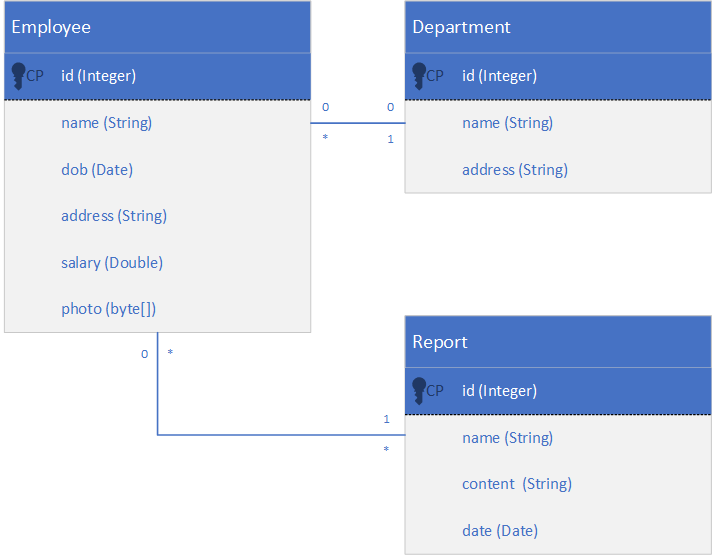 Employee
CP id (Integer)
name (String)
dob (Date)
address (String)
salary (Double)
photo (byte[])
0 0
* 1
Department
CP id (Integer)
name (String)
address (String)
0 *
1
*
Report
CP id (Integer)
name (String)
content (String)
date (Date)